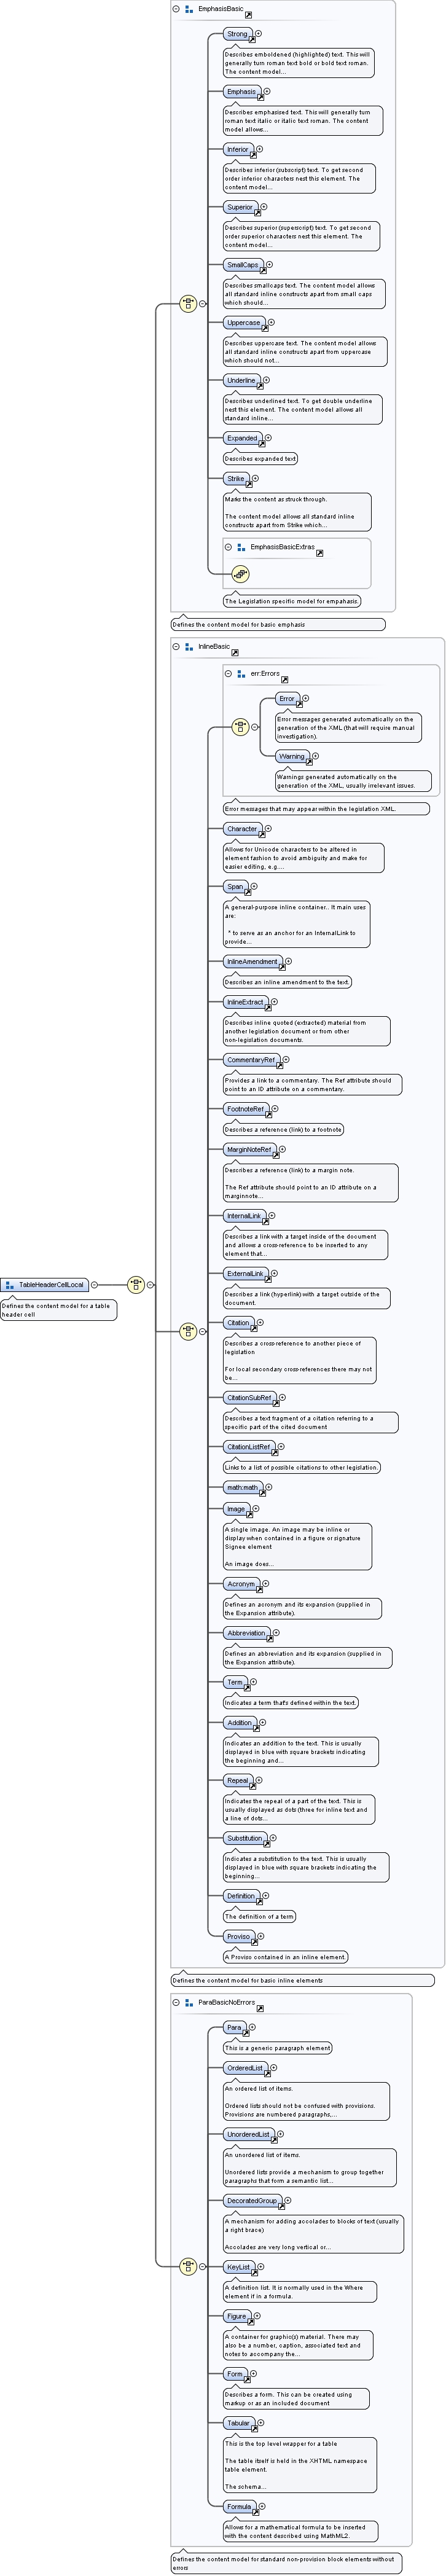 EmphasisBasic
Strong
Describes emboldened (highlighted) text. This will
generally turn roman text bold or bold text roman.
The content model...
Emphasis
Describes emphasised text. This will generally turn
roman text italic or italic text roman. The content
model allows...
Inferior
Describes inferior (subscript) text. To get second
order inferior characters nest this element. The
content model...
Superior
Describes superior (superscript) text. To get second
order superior characters nest this element. The
content model...
SmallCaps
Describes smallcaps text. The content model allows
all standard inline constructs apart from small caps
which should...
Uppercase
Describes uppercase text. The content model allows
all standard inline constructs apart from uppercase
which should not...
Underline
Describes underlined text. To get double underline
nest this element. The content model allows all
standard inline...
Expanded
Describes expanded text
Strike
Marks the content as struck through.
The content model allows all standard inline
constructs apart from Strike which...
EmphasisBasicExtras
The Legislation specific model for empahasis.
Defines the content model for basic emphasis
InlineBasic
err:Errors
Error
Error messages generated automatically on the
generation of the XML (that will require manual
investigation).
Warning
Warnings generated automatically on the
generation of the XML, usually irrelevant issues.
Error messages that may appear within the legislation XML.
Character
Allows for Unicode characters to be altered in
element fashion to avoid ambiguity and make for
easier editing, e.g....
Span
A general-purpose inline container.. It main uses
are:
* to serve as an anchor for an InternalLink to
provide...
InlineAmendment
Describes an inline amendment to the text.
InlineExtract
Describes inline quoted (extracted) material from
another legislation document or from other
non-legislation documents.
CommentaryRef
Provides a link to a commentary. The Ref attribute should
point to an ID attribute on a commentary.
FootnoteRef
Describes a reference (link) to a footnote
MarginNoteRef
Describes a reference (link) to a margin note.
The Ref attribute should point to an ID attribute on a
marginnote...
InternalLink
Describes a link with a target inside of the document
and allows a cross-reference to be inserted to any
element that...
ExternalLink
Describes a link (hyperlink) with a target outside of the
document.
Citation
Describes a cross-reference to another piece of
legislation
For local secondary cross-references there may not
be...
CitationSubRef
Describes a text fragment of a citation referring to a
specific part of the cited document
CitationListRef
Links to a list of possible citations to other legislation.
math:math
Image
A single image. An image may be inline or
display when contained in a figure or signature
Signee element
An image does...
Acronym
Defines an acronym and its expansion (supplied in
the Expansion attribute).
Abbreviation
Defines an abbreviation and its expansion (supplied in
the Expansion attribute).
Term
Indicates a term that's defined within the text.
Addition
Indicates an addition to the text. This is usually
displayed in blue with square brackets indicating
the beginning and...
Repeal
Indicates the repeal of a part of the text. This is
usually displayed as dots (three for inline text and
a line of dots...
Substitution
Indicates a substitution to the text. This is usually
displayed in blue with square brackets indicating the
beginning...
Definition
The definition of a term
Proviso
A Proviso contained in an inline element.
Defines the content model for basic inline elements
TableHeaderCellLocal
Defines the content model for a table
header cell
ParaBasicNoErrors
Para
This is a generic paragraph element
OrderedList
An ordered list of items.
Ordered lists should not be confused with provisions.
Provisions are numbered paragraphs,...
UnorderedList
An unordered list of items.
Unordered lists provide a mechanism to group together
paragraphs that form a semantic list...
DecoratedGroup
A mechanism for adding accolades to blocks of text (usually
a right brace)
Accolades are very long vertical or...
KeyList
A definition list. It is normally used in the Where
element if in a formula.
Figure
A container for graphic(s) material. There may
also be a number, caption, associated text and
notes to accompany the...
Form
Describes a form. This can be created using
markup or as an included document
Tabular
This is the top level wrapper for a table
The table itself is held in the XHTML namespace
table element.
The schema...
Formula
Allows for a mathematical formula to be inserted
with the content described using MathML2.
Defines the content model for standard non-provision block elements without
errors